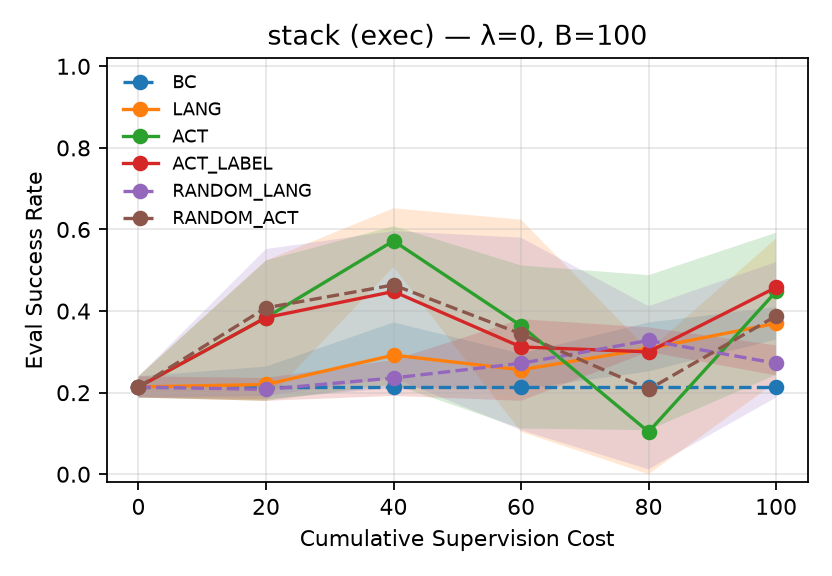 stack (exec) — λ=0, B=100
1.0
0.8
0.6
0.4
0.2
0.0
Eval Success Rate
BC
LANG
ACT
ACT_LABEL
RANDOM_LANG
RANDOM_ACT
0 20 40 60 80 100
Cumulative Supervision Cost